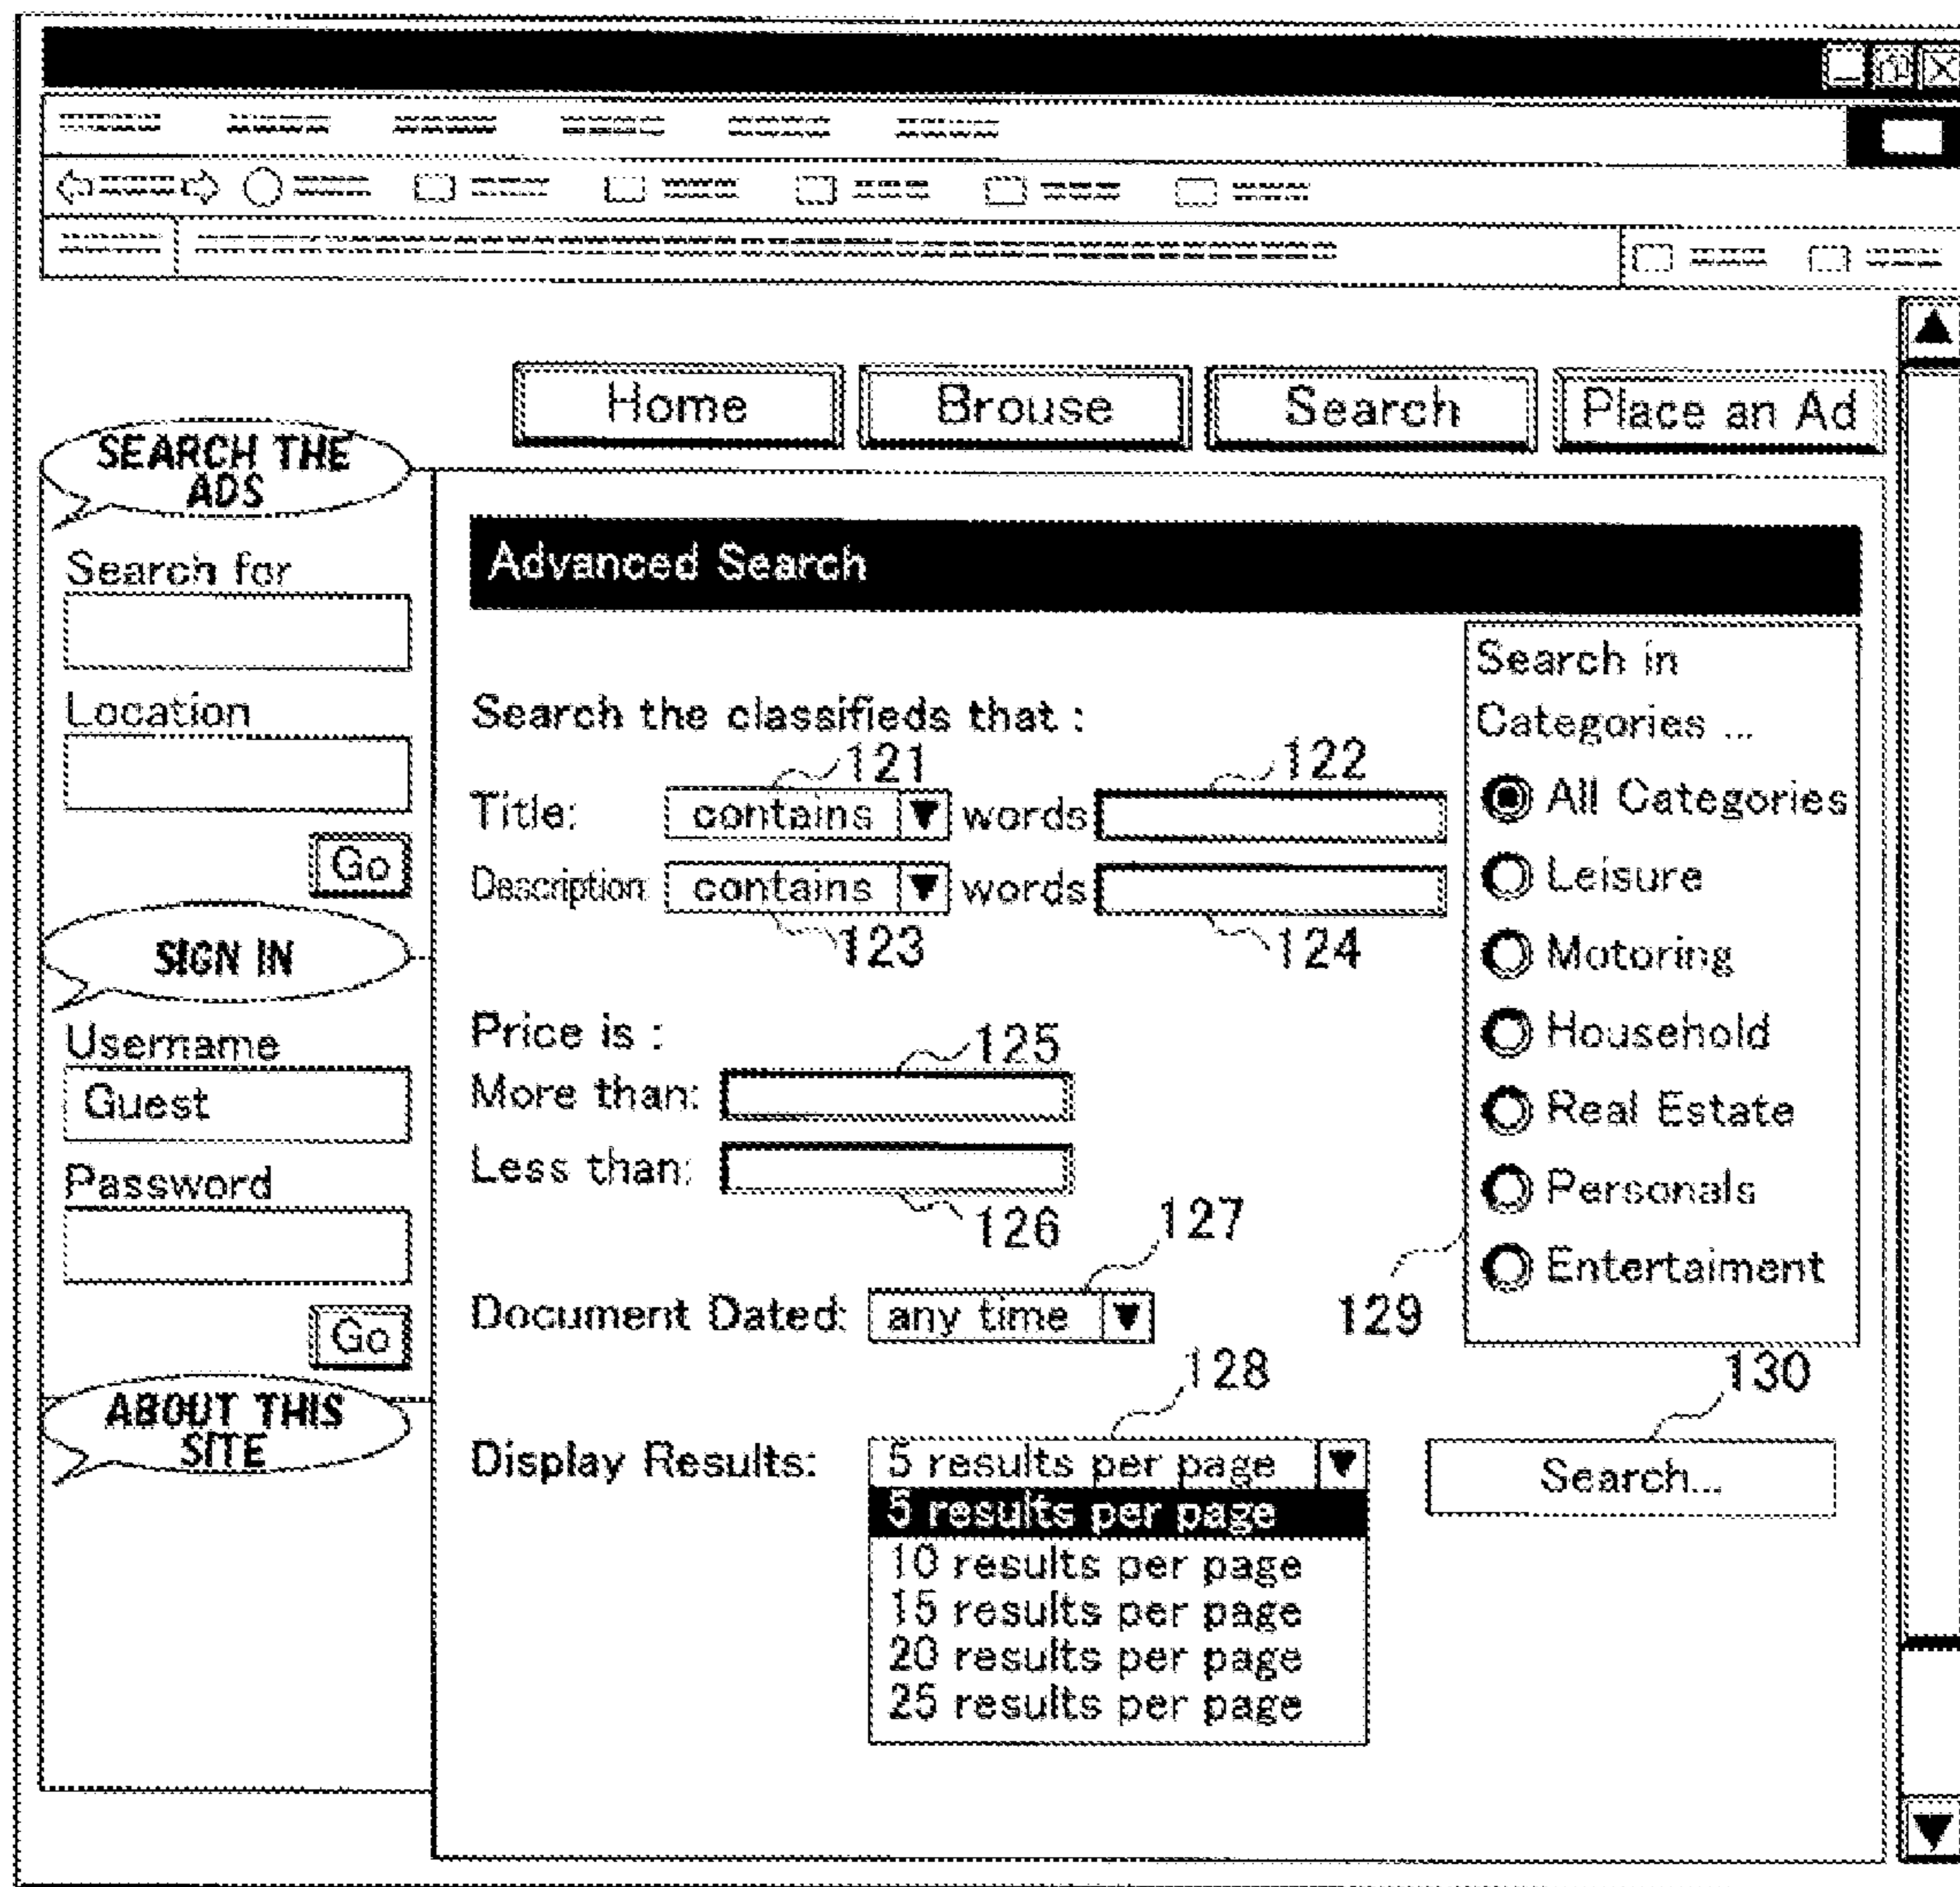 Home
Brouse
Search
Place an Ad
SEARCH THE
ADS
Search for
Location
Go
SIGN IN
Username
Guest
Password
Go
ABOUT THIS
SITE
Advanced Search
Search the classifieds that :
121
122
Title: contains ▼ words
Description: contains ▼ words
123
124
Price is :
125
More than:
Less than:
126
127
Document Dated: any time ▼
128
Display Results: 5 results per page ▼
5 results per page
10 results per page
15 results per page
20 results per page
25 results per page
Search in
Categories ...
All Categories
Leisure
Motoring
Household
Real Estate
Personals
Entertaiment
129
130
Search...